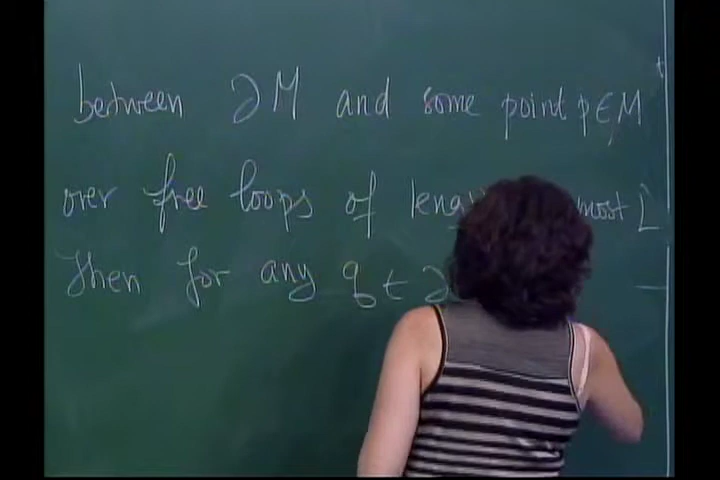 between ∂M and some point p∈M
over free loops of leng most L
Then for any q ∈ ∂